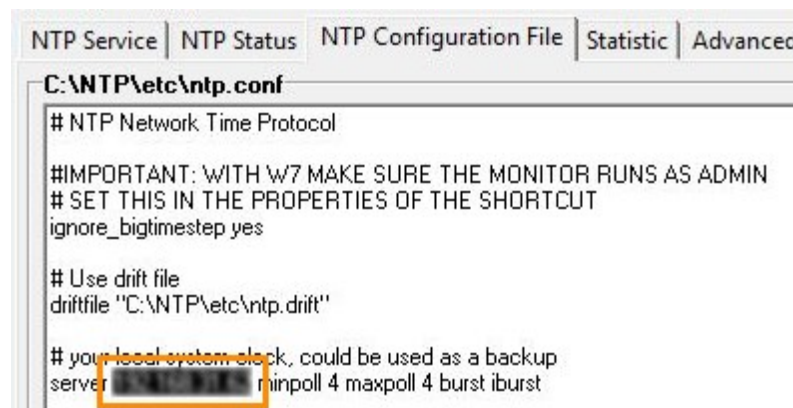 NTP Service NTP Status NTP Configuration File Statistic Advanced
C:\NTP\etc\ntp.conf
# NTP Network Time Protocol
#IMPORTANT: WITH W7 MAKE SURE THE MONITOR RUNS AS ADMIN
# SET THIS IN THE PROPERTIES OF THE SHORTCUT
ignore_bigtimestep yes
# Use drift file
driftfile "C:\NTP\etc\ntp.drift"
# your local system clock, could be used as a backup
server minpoll 4 maxpoll 4 burst iburst